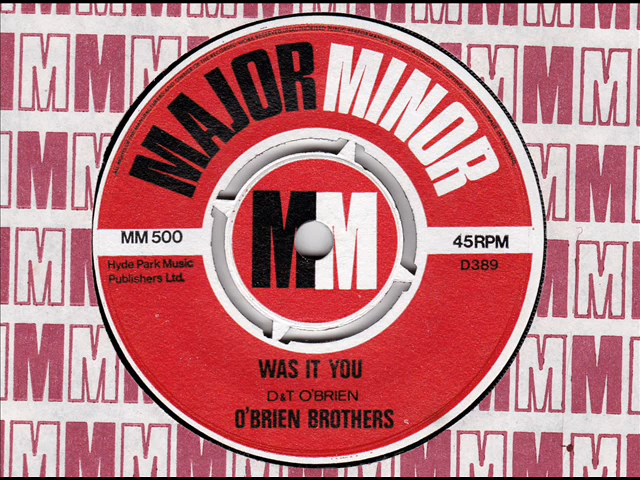 MAJOR MINOR
MM
MM 500
45RPM
Hyde Park Music
Publishers Ltd.
D389
WAS IT YOU
D&T O'BRIEN
O'BRIEN BROTHERS